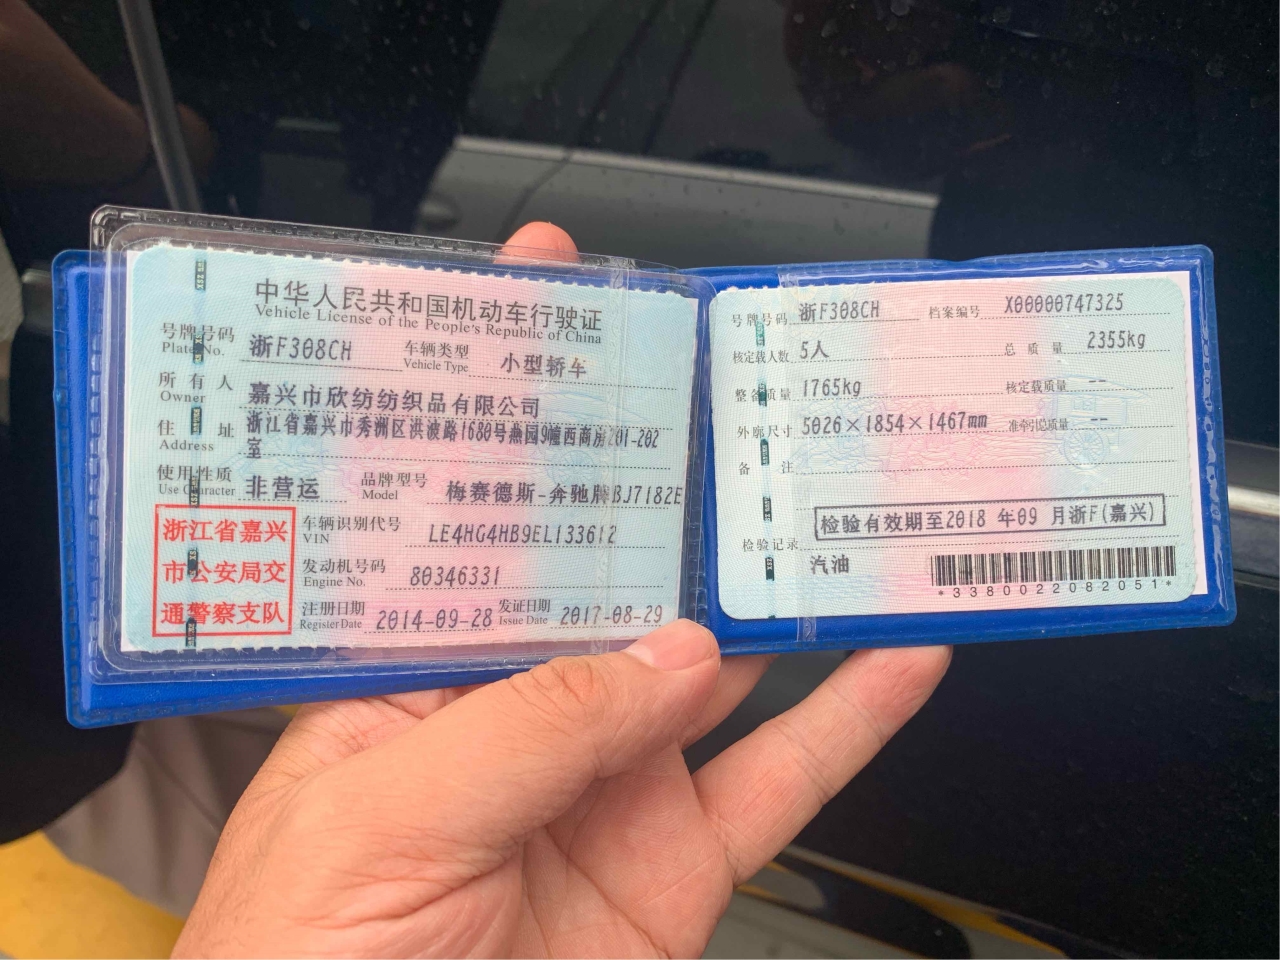 中华人民共和国机动车行驶证
Vehicle License of the People's Republic of China
号牌号码 浙F308CH 车辆类型 小型轿车
Plate No. Vehicle Type
所有人 嘉兴市欣纺纺织品有限公司
Owner
住址 浙江省嘉兴市秀洲区洪波路1680号燕园9幢西商房201-202
Address 室
使用性质 非营运 品牌型号 梅赛德斯-奔驰牌BJ7182E
Use Character Model
浙江省嘉兴
市公安局交
通警察支队
车辆识别代号 LE4HG4HB9EL133612
VIN
发动机号码 80346331
Engine No.
注册日期 2014-09-28 发证日期 2017-08-29
Register Date Issue Date
号牌号码 浙F308CH 档案编号 X00000747325
核定载人数 5人 总质量 2355kg
整备质量 1765kg 核定载质量 --
外廓尺寸 5026×1854×1467mm 准牵引总质量 --
备注
检验有效期至2018 年09 月浙F(嘉兴)
检验记录
汽油
*3380022082051*